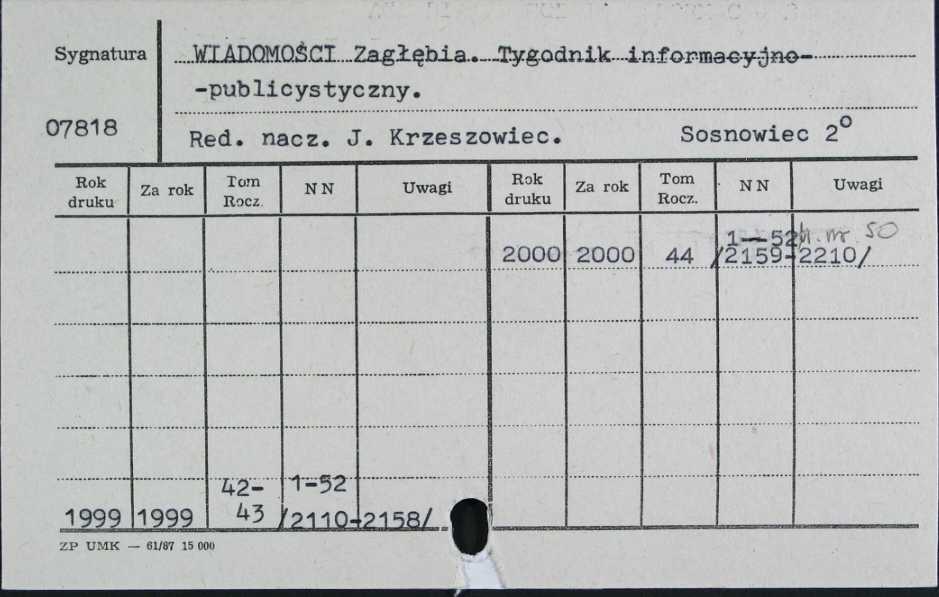 Sygnatura WIADOMOŚCI Zagłębia. Tygodnik informacyjno-
-publicystyczny.
07818 Red. nacz. J. Krzeszowiec. Sosnowiec 2°
Rok druku Za rok Tom Rocz. N N Uwagi Rok druku Za rok Tom Rocz. N N Uwagi
1-52 nr 50
2000 2000 44 /2159-2210/
42- 1-52
1999 1999 43 /2110-2158/
ZP UMK — 61/87 15 000